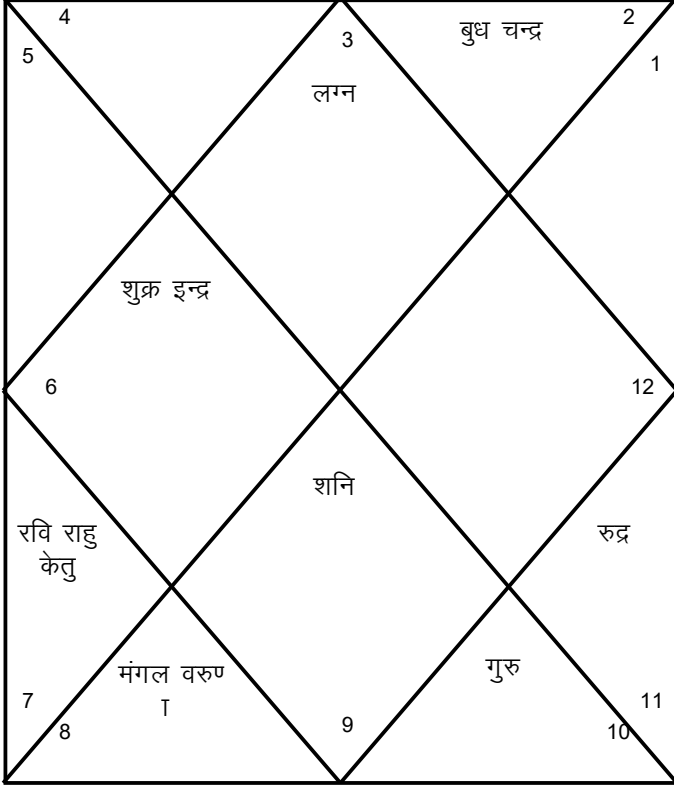 4
3
बुध चन्द्र
2
5
1
लग्न
शुक्र इन्द्र
6
12
शनि
रवि राहु
केतु
रुद्र
मंगल वरुण्
ा
गुरु
7
8
9
10
11